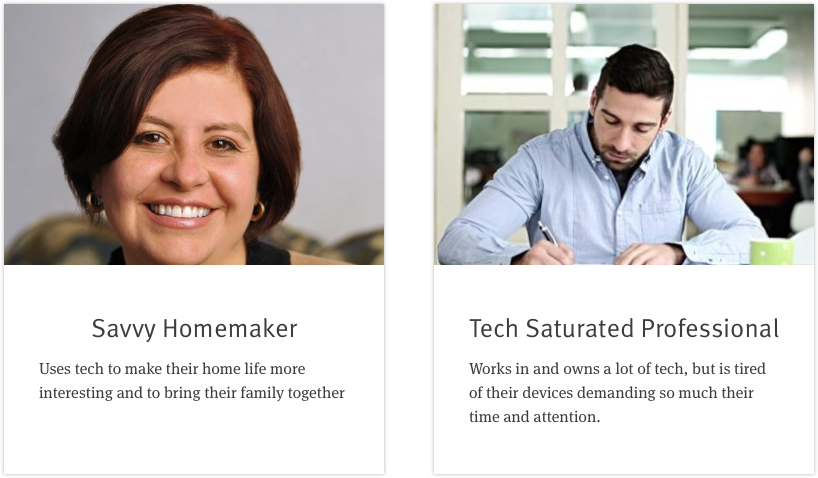 Savvy Homemaker
Uses tech to make their home life more
interesting and to bring their family together
Tech Saturated Professional
Works in and owns a lot of tech, but is tired
of their devices demanding so much their
time and attention.